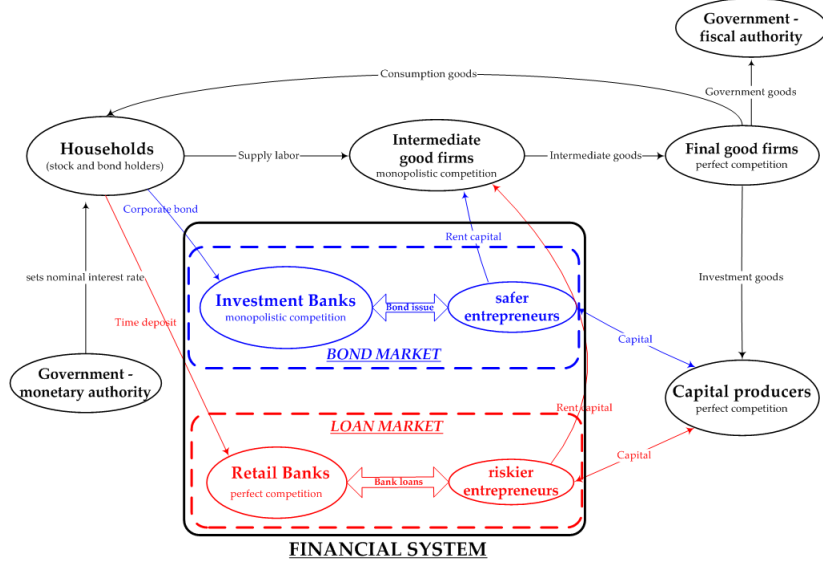 Government -
fiscal authority
Consumption goods
Government goods
Households
(stock and bond holders)
Supply labor
Intermediate
good firms
monopolistic competition
Intermediate goods
Final good firms
perfect competition
Corporate bond
Rent capital
sets nominal interest rate
Investment goods
Investment Banks
monopolistic competition
Bond issue
safer
entrepreneurs
Time deposit
Capital
BOND MARKET
Government -
monetary authority
Capital producers
perfect competition
Rent capital
LOAN MARKET
Capital
Retail Banks
perfect competition
Bank loans
riskier
entrepreneurs
FINANCIAL SYSTEM